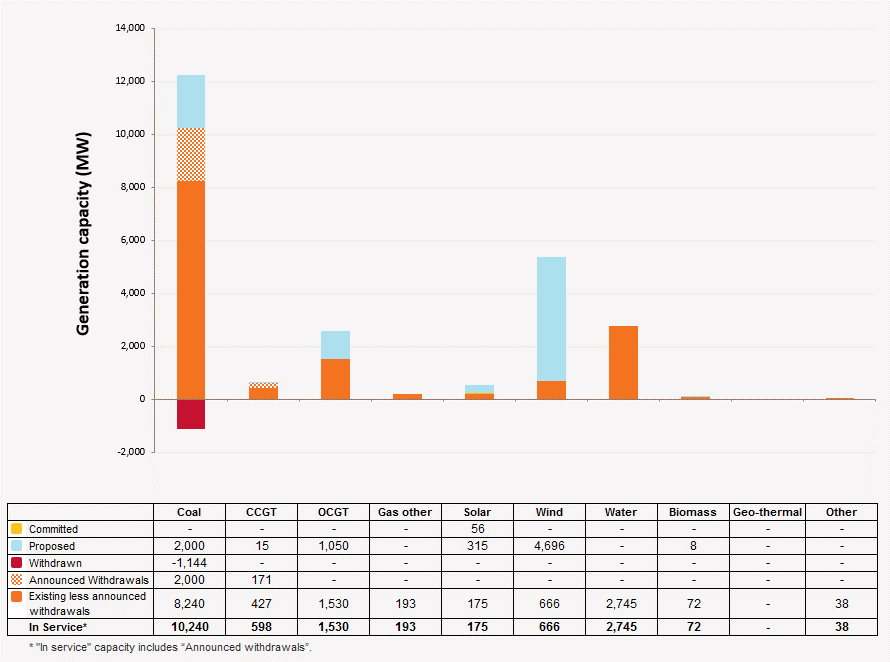 14,000
12,000
10,000
8,000
6,000
4,000
2,000
0
-2,000
Generation capacity (MW)
Coal CCGT OCGT Gas other Solar Wind Water Biomass Geo-thermal Other
Committed - - - - 56 - - - - -
Proposed 2,000 15 1,050 - 315 4,696 - 8 - -
Withdrawn -1,144 - - - - - - - - -
Announced Withdrawals 2,000 171 - - - - - - - -
Existing less announced
withdrawals 8,240 427 1,530 193 175 666 2,745 72 - 38
In Service* 10,240 598 1,530 193 175 666 2,745 72 - 38
* "In service" capacity includes “Announced withdrawals”.